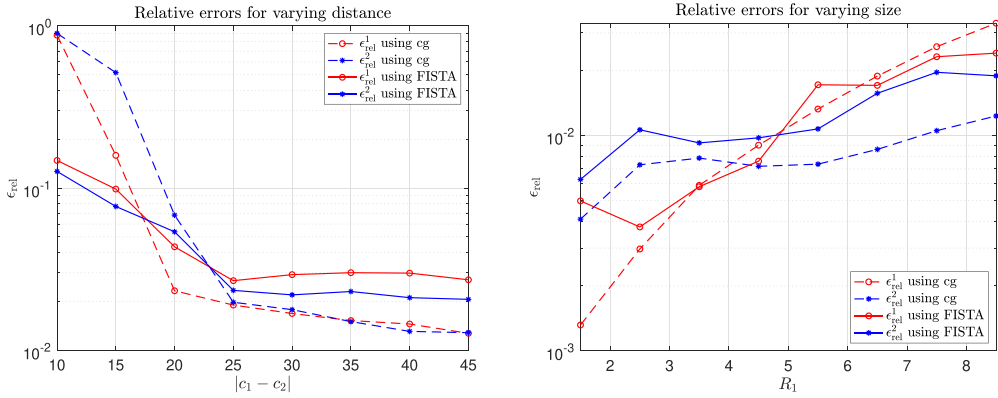 Relative errors for varying distance
10^0
10^{-1}
10^{-2}
ϵ_rel
10 15 20 25 30 35 40 45
|c_1 − c_2|
ϵ^1_rel using cg
ϵ^2_rel using cg
ϵ^1_rel using FISTA
ϵ^2_rel using FISTA
Relative errors for varying size
10^{-2}
10^{-3}
ϵ_rel
2 3 4 5 6 7 8
R_1
ϵ^1_rel using cg
ϵ^2_rel using cg
ϵ^1_rel using FISTA
ϵ^2_rel using FISTA